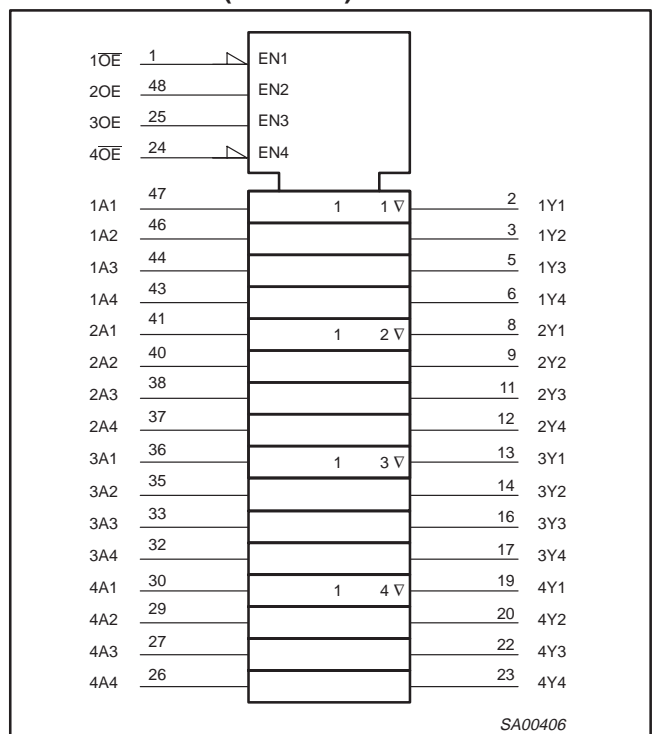 1O̅E̅ 1 EN1
2OE 48 EN2
3OE 25 EN3
4O̅E̅ 24 EN4
1A1 47 1 1 ∇ 2 1Y1
1A2 46 3 1Y2
1A3 44 5 1Y3
1A4 43 6 1Y4
2A1 41 1 2 ∇ 8 2Y1
2A2 40 9 2Y2
2A3 38 11 2Y3
2A4 37 12 2Y4
3A1 36 1 3 ∇ 13 3Y1
3A2 35 14 3Y2
3A3 33 16 3Y3
3A4 32 17 3Y4
4A1 30 1 4 ∇ 19 4Y1
4A2 29 20 4Y2
4A3 27 22 4Y3
4A4 26 23 4Y4
SA00406